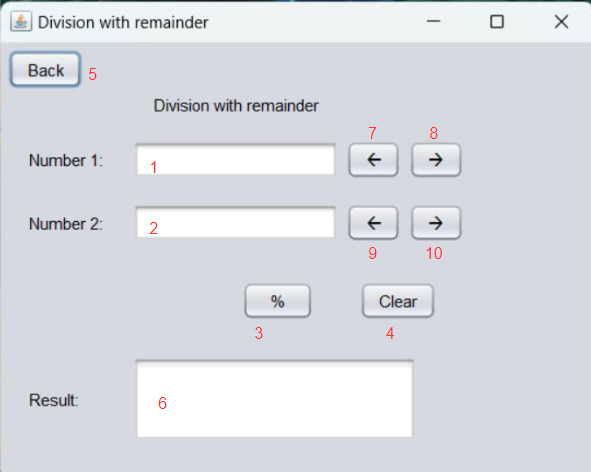 Division with remainder
Back 5
Division with remainder
7 8
Number 1: 1 ← →
Number 2: 2 ← →
9 10
% Clear
3 4
Result: 6